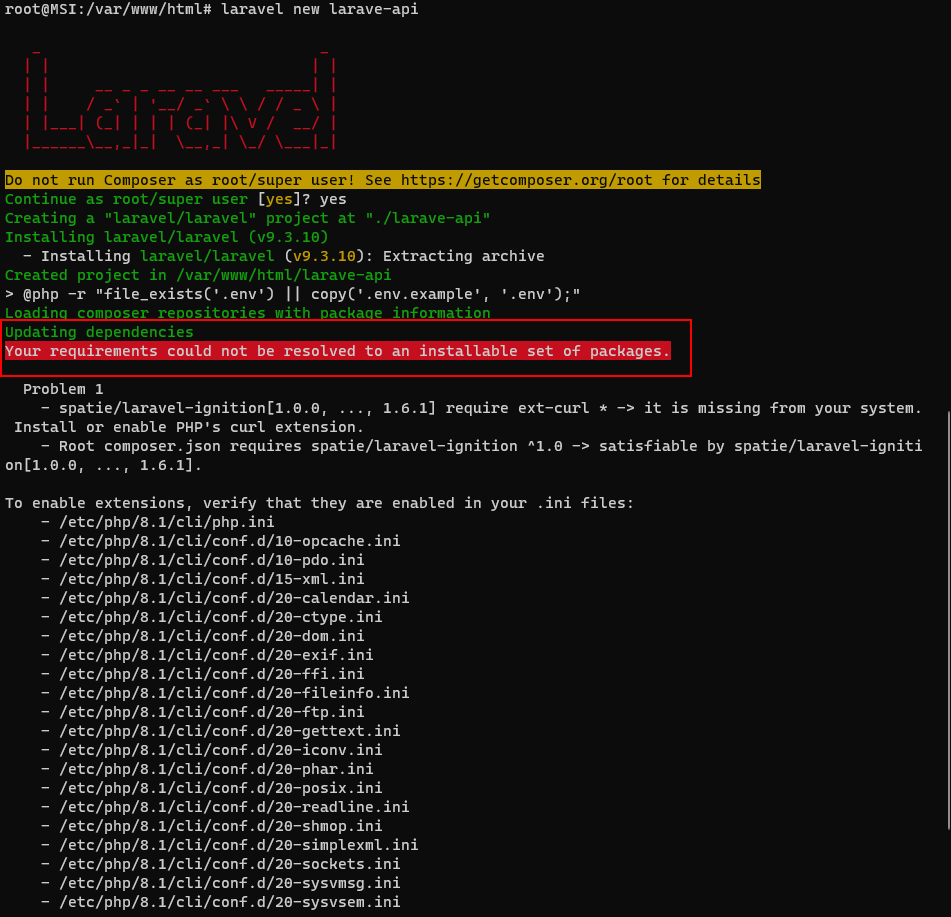 root@MSI:/var/www/html# laravel new larave-api
 _                               _
| |                             | |
| |     __ _ _ __ __ ___   _____| |
| |    / _` | '__/ _` \ \ / / _ \ |
| |___| (_| | | | (_| |\ V /  __/ |
|______\__,_|_|  \__,_| \_/ \___|_|
Do not run Composer as root/super user! See https://getcomposer.org/root for details
Continue as root/super user [yes]? yes
Creating a "laravel/laravel" project at "./larave-api"
Installing laravel/laravel (v9.3.10)
  - Installing laravel/laravel (v9.3.10): Extracting archive
Created project in /var/www/html/larave-api
> @php -r "file_exists('.env') || copy('.env.example', '.env');"
Loading composer repositories with package information
Updating dependencies
Your requirements could not be resolved to an installable set of packages.
  Problem 1
    - spatie/laravel-ignition[1.0.0, ..., 1.6.1] require ext-curl * -> it is missing from your system.
 Install or enable PHP's curl extension.
    - Root composer.json requires spatie/laravel-ignition ^1.0 -> satisfiable by spatie/laravel-igniti
on[1.0.0, ..., 1.6.1].
To enable extensions, verify that they are enabled in your .ini files:
    - /etc/php/8.1/cli/php.ini
    - /etc/php/8.1/cli/conf.d/10-opcache.ini
    - /etc/php/8.1/cli/conf.d/10-pdo.ini
    - /etc/php/8.1/cli/conf.d/15-xml.ini
    - /etc/php/8.1/cli/conf.d/20-calendar.ini
    - /etc/php/8.1/cli/conf.d/20-ctype.ini
    - /etc/php/8.1/cli/conf.d/20-dom.ini
    - /etc/php/8.1/cli/conf.d/20-exif.ini
    - /etc/php/8.1/cli/conf.d/20-ffi.ini
    - /etc/php/8.1/cli/conf.d/20-fileinfo.ini
    - /etc/php/8.1/cli/conf.d/20-ftp.ini
    - /etc/php/8.1/cli/conf.d/20-gettext.ini
    - /etc/php/8.1/cli/conf.d/20-iconv.ini
    - /etc/php/8.1/cli/conf.d/20-phar.ini
    - /etc/php/8.1/cli/conf.d/20-posix.ini
    - /etc/php/8.1/cli/conf.d/20-readline.ini
    - /etc/php/8.1/cli/conf.d/20-shmop.ini
    - /etc/php/8.1/cli/conf.d/20-simplexml.ini
    - /etc/php/8.1/cli/conf.d/20-sockets.ini
    - /etc/php/8.1/cli/conf.d/20-sysvmsg.ini
    - /etc/php/8.1/cli/conf.d/20-sysvsem.ini